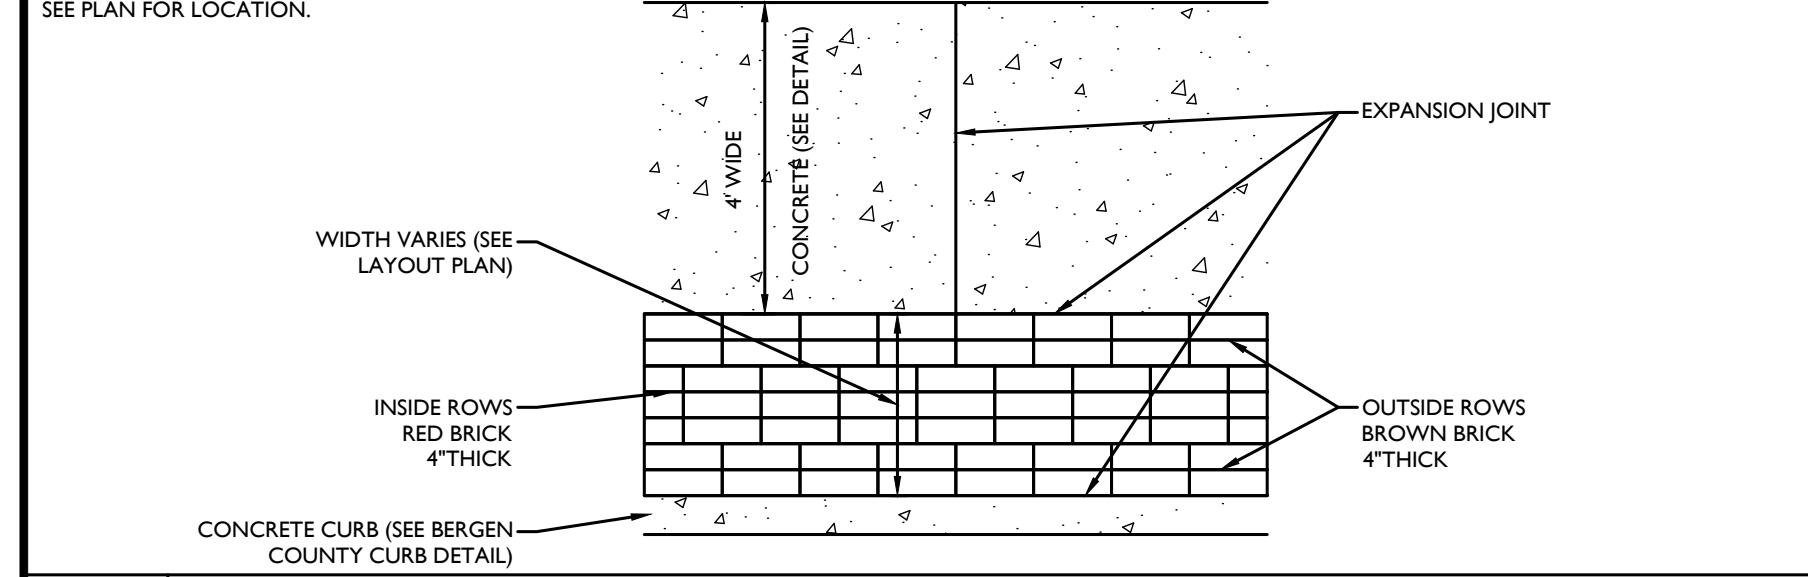 SEE PLAN FOR LOCATION.
4' WIDE
CONCRETE (SEE DETAIL)
EXPANSION JOINT
WIDTH VARIES (SEE
LAYOUT PLAN)
INSIDE ROWS
RED BRICK
4"THICK
OUTSIDE ROWS
BROWN BRICK
4"THICK
CONCRETE CURB (SEE BERGEN
COUNTY CURB DETAIL)